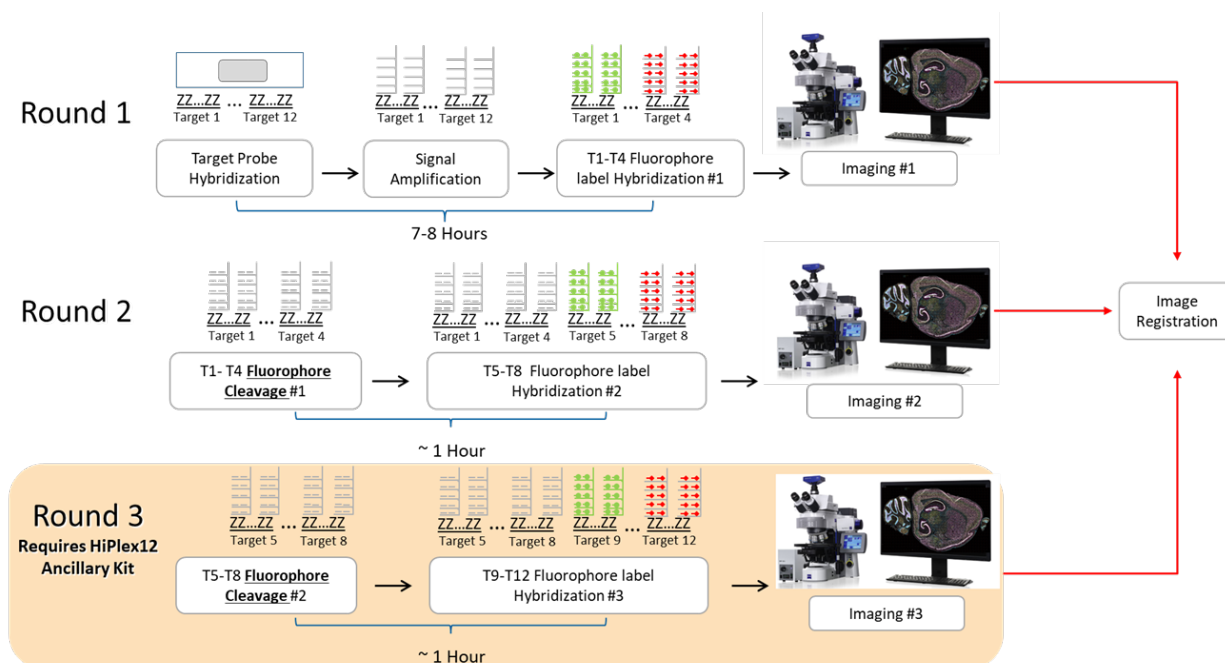 Round 1
ZZ...ZZ ... ZZ...ZZ
Target 1 Target 12
ZZ...ZZ ... ZZ...ZZ
Target 1 Target 12
ZZ...ZZ ... ZZ...ZZ
Target 1 Target 4
Target Probe
Hybridization
Signal
Amplification
T1-T4 Fluorophore
label Hybridization #1
Imaging #1
7-8 Hours
Round 2
ZZ...ZZ ... ZZ...ZZ
Target 1 Target 4
ZZ...ZZ ... ZZ...ZZ ZZ...ZZ ... ZZ...ZZ
Target 1 Target 4 Target 5 Target 8
T1- T4 Fluorophore
Cleavage #1
T5-T8 Fluorophore label
Hybridization #2
Imaging #2
~ 1 Hour
Image
Registration
Round 3
Requires HiPlex12
Ancillary Kit
ZZ...ZZ ... ZZ...ZZ
Target 5 Target 8
ZZ...ZZ ... ZZ...ZZ ZZ...ZZ ... ZZ...ZZ
Target 5 Target 8 Target 9 Target 12
T5-T8 Fluorophore
Cleavage #2
T9-T12 Fluorophore label
Hybridization #3
Imaging #3
~ 1 Hour